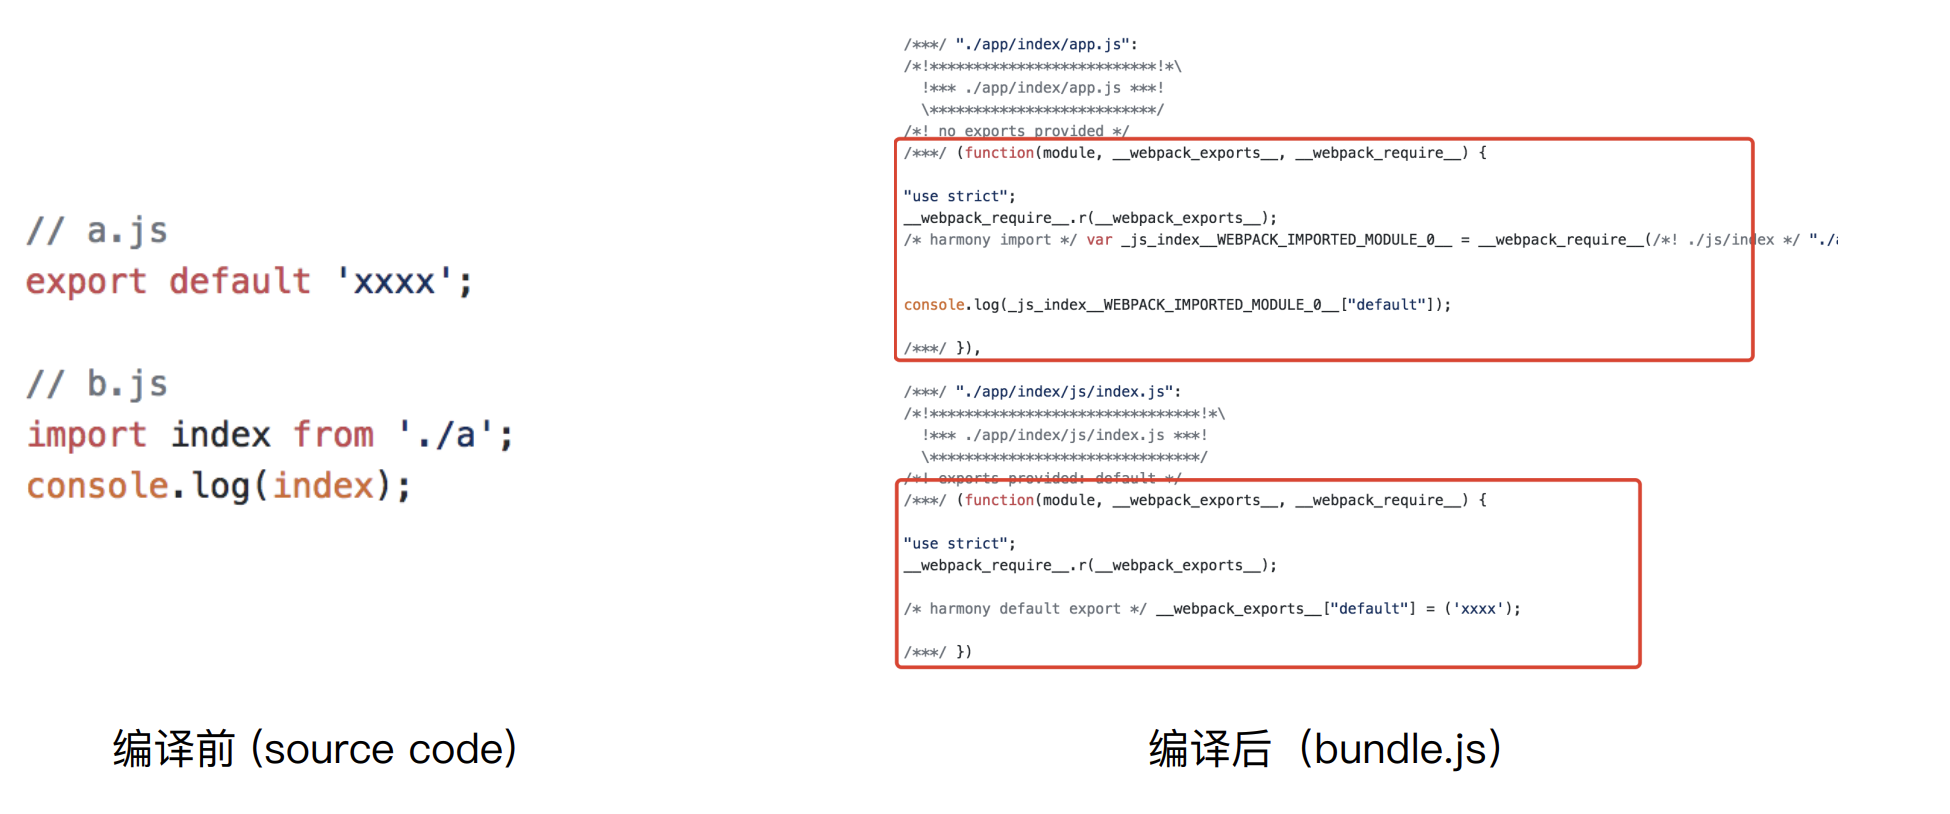 // a.js
export default 'xxxx';
// b.js
import index from './a';
console.log(index);
编译前 (source code)
/***/ "./app/index/app.js":
/*!**************************!*\
!*** ./app/index/app.js ***!
\**************************/
/*! no exports provided */
/***/ (function(module, __webpack_exports__, __webpack_require__) {
"use strict";
__webpack_require__.r(__webpack_exports__);
/* harmony import */ var _js_index__WEBPACK_IMPORTED_MODULE_0__ = __webpack_require__(/*! ./js/index */ "./
console.log(_js_index__WEBPACK_IMPORTED_MODULE_0__["default"]);
/***/ }),
/***/ "./app/index/js/index.js":
/*!*******************************!*\
!*** ./app/index/js/index.js ***!
\*******************************/
/*! exports provided: default */
/***/ (function(module, __webpack_exports__, __webpack_require__) {
"use strict";
__webpack_require__.r(__webpack_exports__);
/* harmony default export */ __webpack_exports__["default"] = ('xxxx');
/***/ })
编译后（bundle.js）